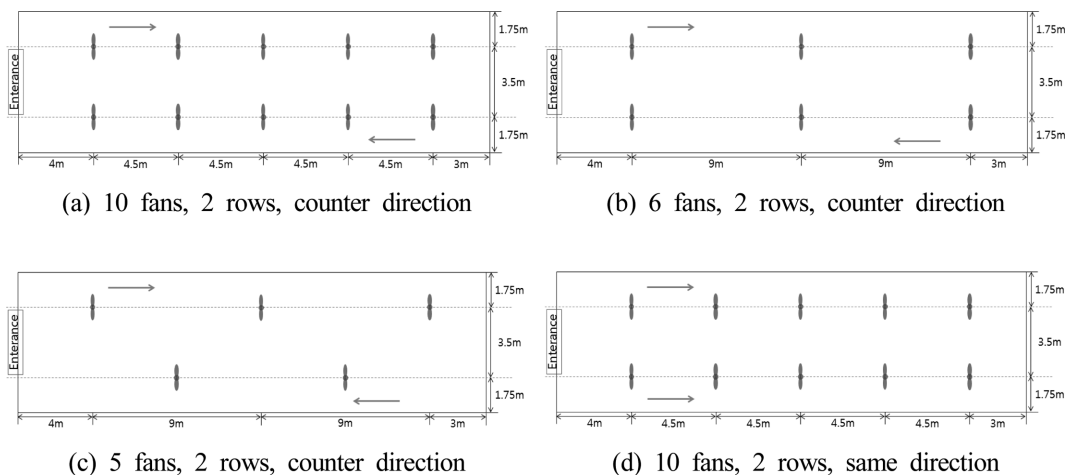 Enterance
1.75m
3.5m
1.75m
4m 4.5m 4.5m 4.5m 4.5m 3m
(a) 10 fans, 2 rows, counter direction
Enterance
1.75m
3.5m
1.75m
4m 9m 9m 3m
(b) 6 fans, 2 rows, counter direction
Enterance
1.75m
3.5m
1.75m
4m 9m 9m 3m
(c) 5 fans, 2 rows, counter direction
Enterance
1.75m
3.5m
1.75m
4m 4.5m 4.5m 4.5m 4.5m 3m
(d) 10 fans, 2 rows, same direction